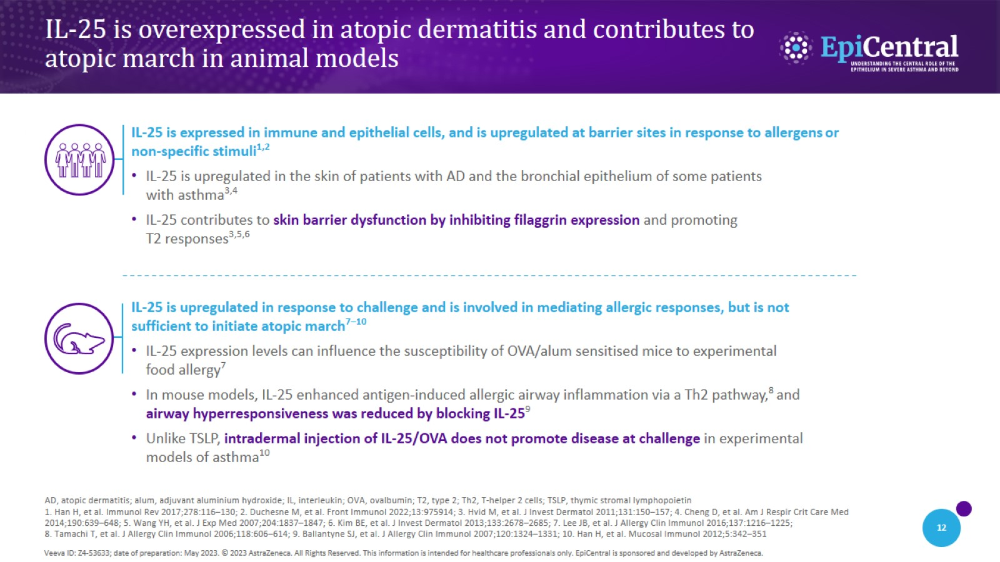 IL-25 is overexpressed in atopic dermatitis and contributes to
atopic march in animal models
EpiCentral
UNDERSTANDING THE CENTRAL ROLE OF THE
EPITHELIUM IN SEVERE ASTHMA AND BEYOND
IL-25 is expressed in immune and epithelial cells, and is upregulated at barrier sites in response to allergens or
non-specific stimuli1,2
• IL-25 is upregulated in the skin of patients with AD and the bronchial epithelium of some patients
with asthma3,4
• IL-25 contributes to skin barrier dysfunction by inhibiting filaggrin expression and promoting
T2 responses3,5,6
IL-25 is upregulated in response to challenge and is involved in mediating allergic responses, but is not
sufficient to initiate atopic march7–10
• IL-25 expression levels can influence the susceptibility of OVA/alum sensitised mice to experimental
food allergy7
• In mouse models, IL-25 enhanced antigen-induced allergic airway inflammation via a Th2 pathway,8 and
airway hyperresponsiveness was reduced by blocking IL-259
• Unlike TSLP, intradermal injection of IL-25/OVA does not promote disease at challenge in experimental
models of asthma10
AD, atopic dermatitis; alum, adjuvant aluminium hydroxide; IL, interleukin; OVA, ovalbumin; T2, type 2; Th2, T-helper 2 cells; TSLP, thymic stromal lymphopoietin
1. Han H, et al. Immunol Rev 2017;278:116–130; 2. Duchesne M, et al. Front Immunol 2022;13:975914; 3. Hvid M, et al. J Invest Dermatol 2011;131:150–157; 4. Cheng D, et al. Am J Respir Crit Care Med
2014;190:639–648; 5. Wang YH, et al. J Exp Med 2007;204:1837–1847; 6. Kim BE, et al. J Invest Dermatol 2013;133:2678–2685; 7. Lee JB, et al. J Allergy Clin Immunol 2016;137:1216–1225;
8. Tamachi T, et al. J Allergy Clin Immunol 2006;118:606–614; 9. Ballantyne SJ, et al. J Allergy Clin Immunol 2007;120:1324–1331; 10. Han H, et al. Mucosal Immunol 2012;5:342–351
12
Veeva ID: Z4-53633; date of preparation: May 2023. © 2023 AstraZeneca. All Rights Reserved. This information is intended for healthcare professionals only. EpiCentral is sponsored and developed by AstraZeneca.